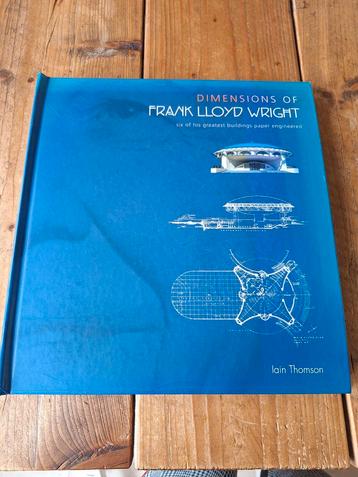 DIMENSIONS OF
FRANK LLOYD WRIGHT
six of his greatest buildings paper engineered
Iain Thomson